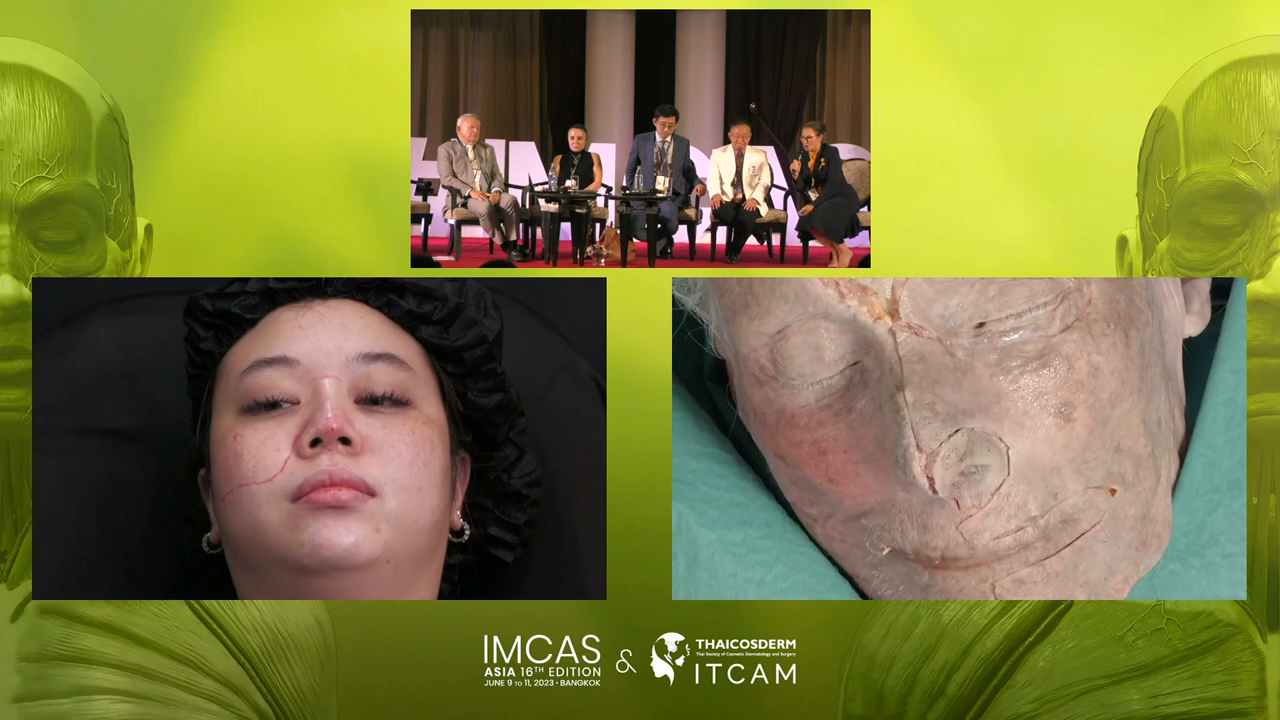 IMCAS
ASIA 16TH EDITION
JUNE 9 TO 11, 2023 • BANGKOK
&
THAICOSDERM
Thai Society of Cosmetic Dermatology and Surgery
ITCAM